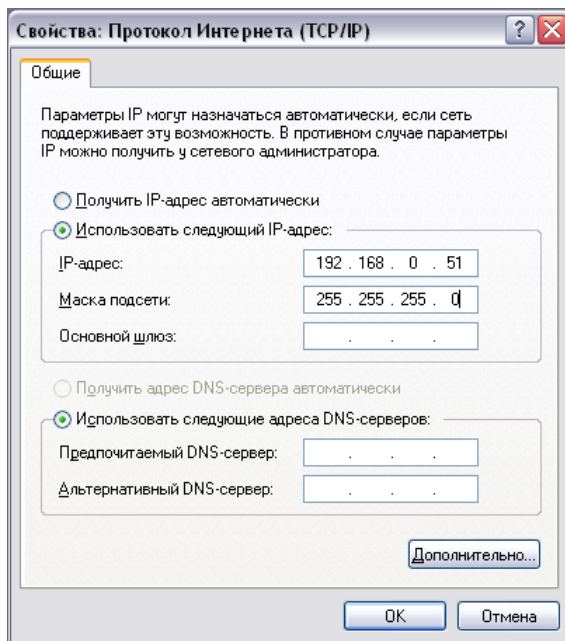 Свойства: Протокол Интернета (TCP/IP)
Общие
Параметры IP могут назначаться автоматически, если сеть
поддерживает эту возможность. В противном случае параметры
IP можно получить у сетевого администратора.
Получить IP-адрес автоматически
Использовать следующий IP-адрес:
IP-адрес: 192 . 168 . 0 . 51
Маска подсети: 255 . 255 . 255 . 0
Основной шлюз: . . .
Получить адрес DNS-сервера автоматически
Использовать следующие адреса DNS-серверов:
Предпочитаемый DNS-сервер: . . .
Альтернативный DNS-сервер: . . .
Дополнительно...
OK Отмена